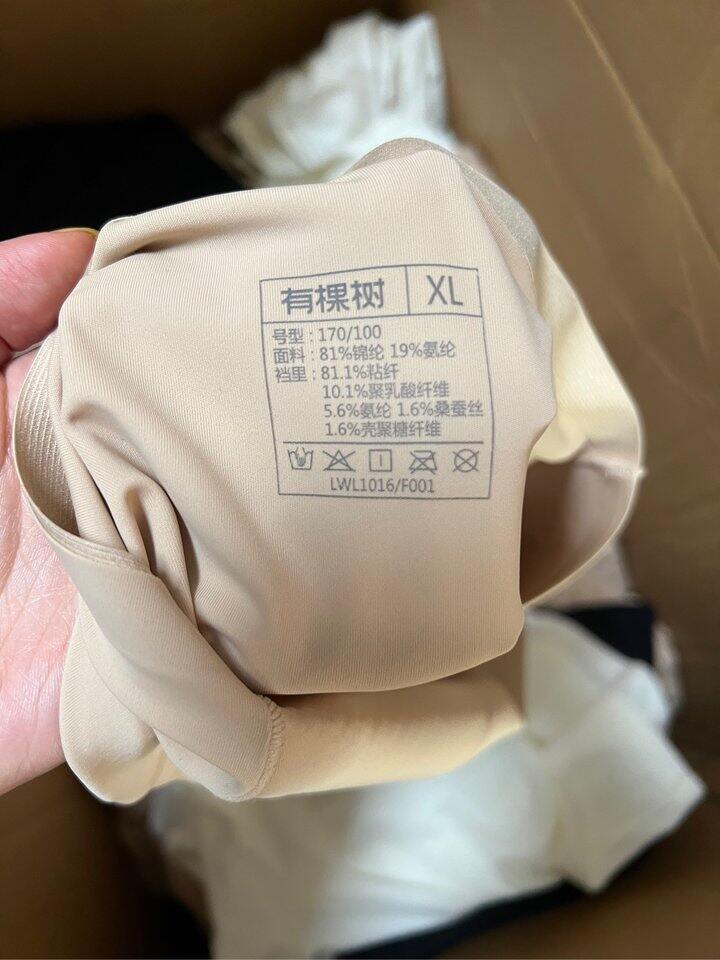 有棵树 XL
号型：170/100
面料：81%锦纶 19%氨纶
裆里：81.1%粘纤
10.1%聚乳酸纤维
5.6%氨纶 1.6%桑蚕丝
1.6%壳聚糖纤维
LWL1016/F001